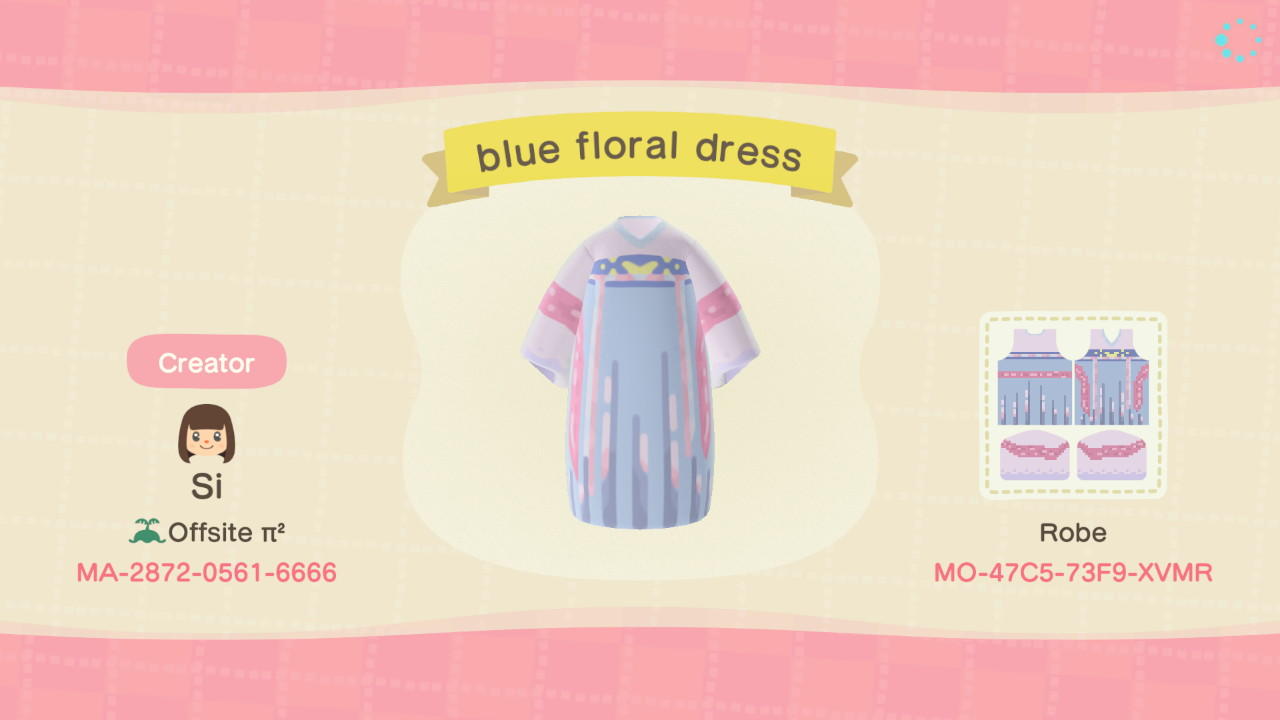 blue floral dress
Creator
Si
Offsite π²
MA-2872-0561-6666
Robe
MO-47C5-73F9-XVMR